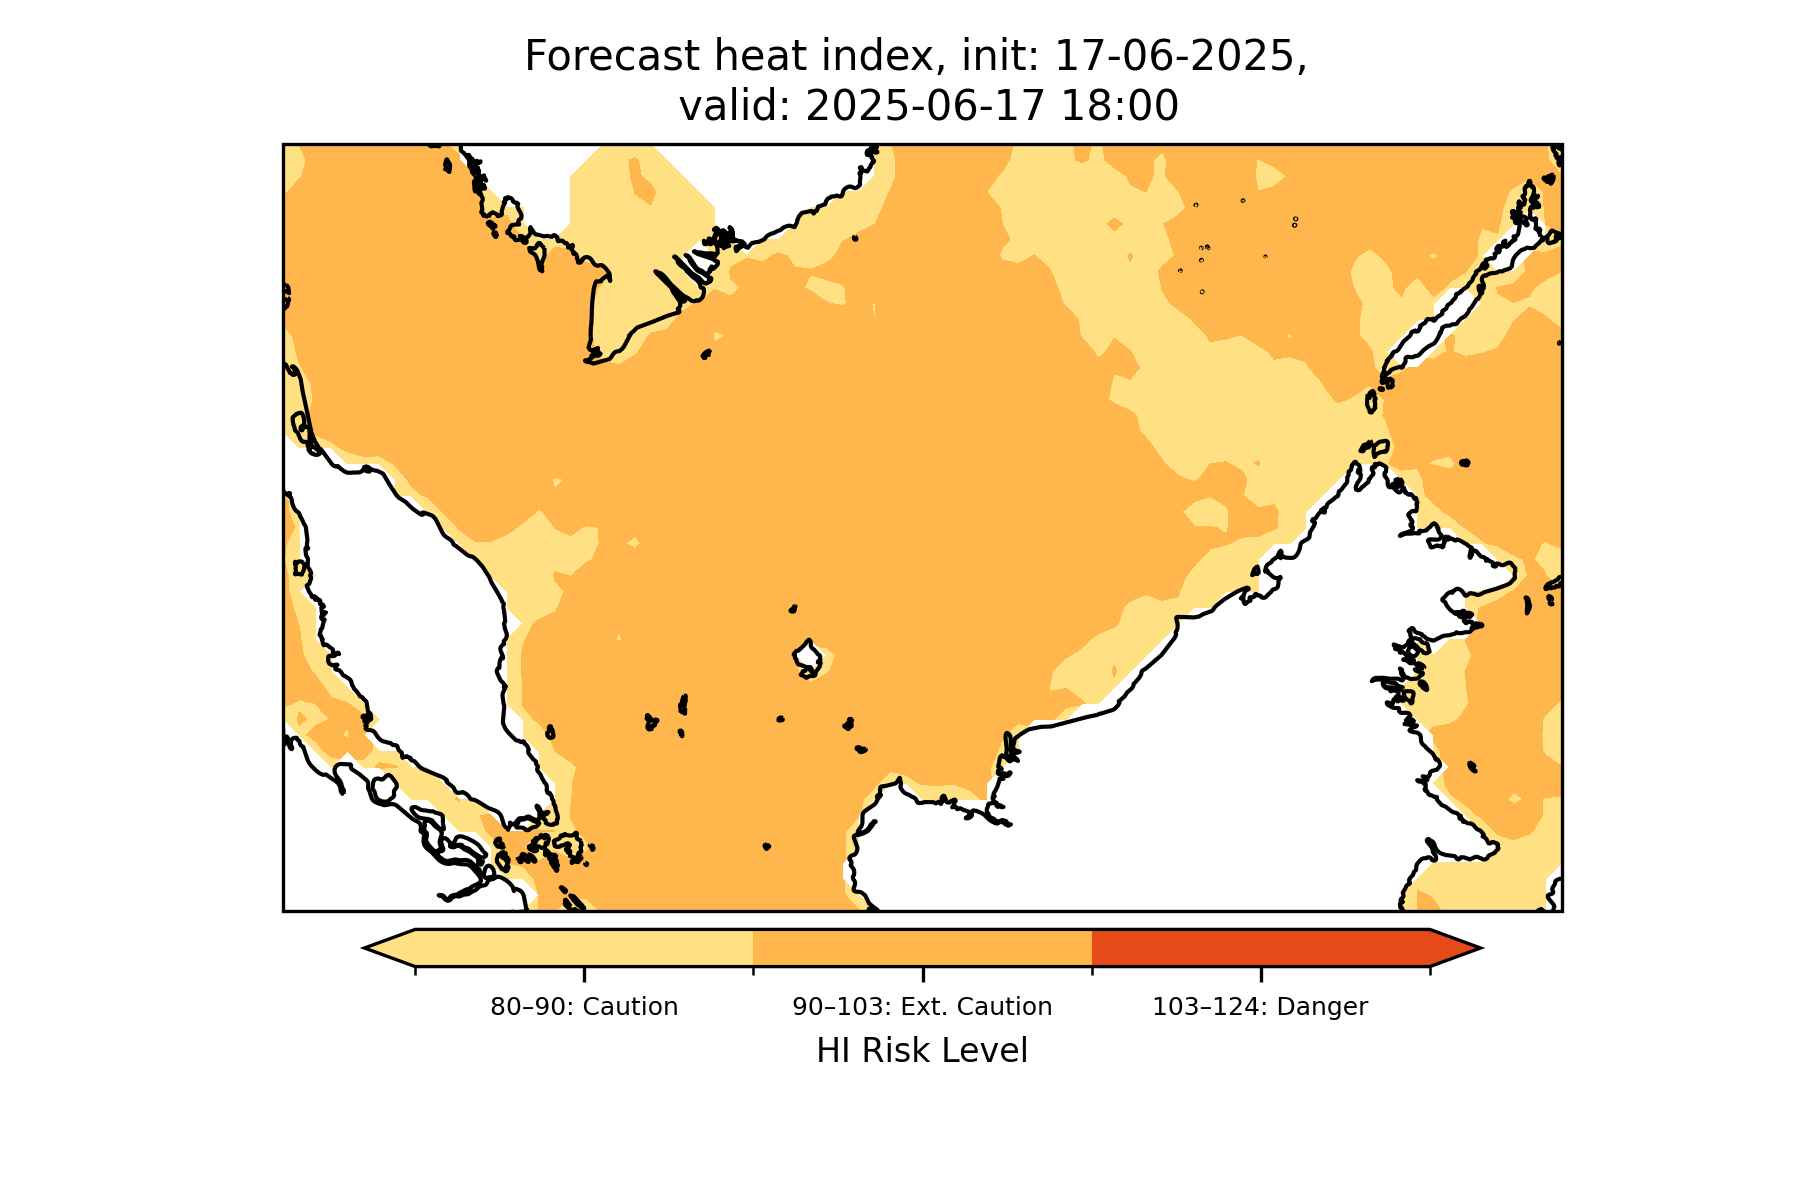 Forecast heat index, init: 17-06-2025,
valid: 2025-06-17 18:00
80–90: Caution
90–103: Ext. Caution
103–124: Danger
HI Risk Level